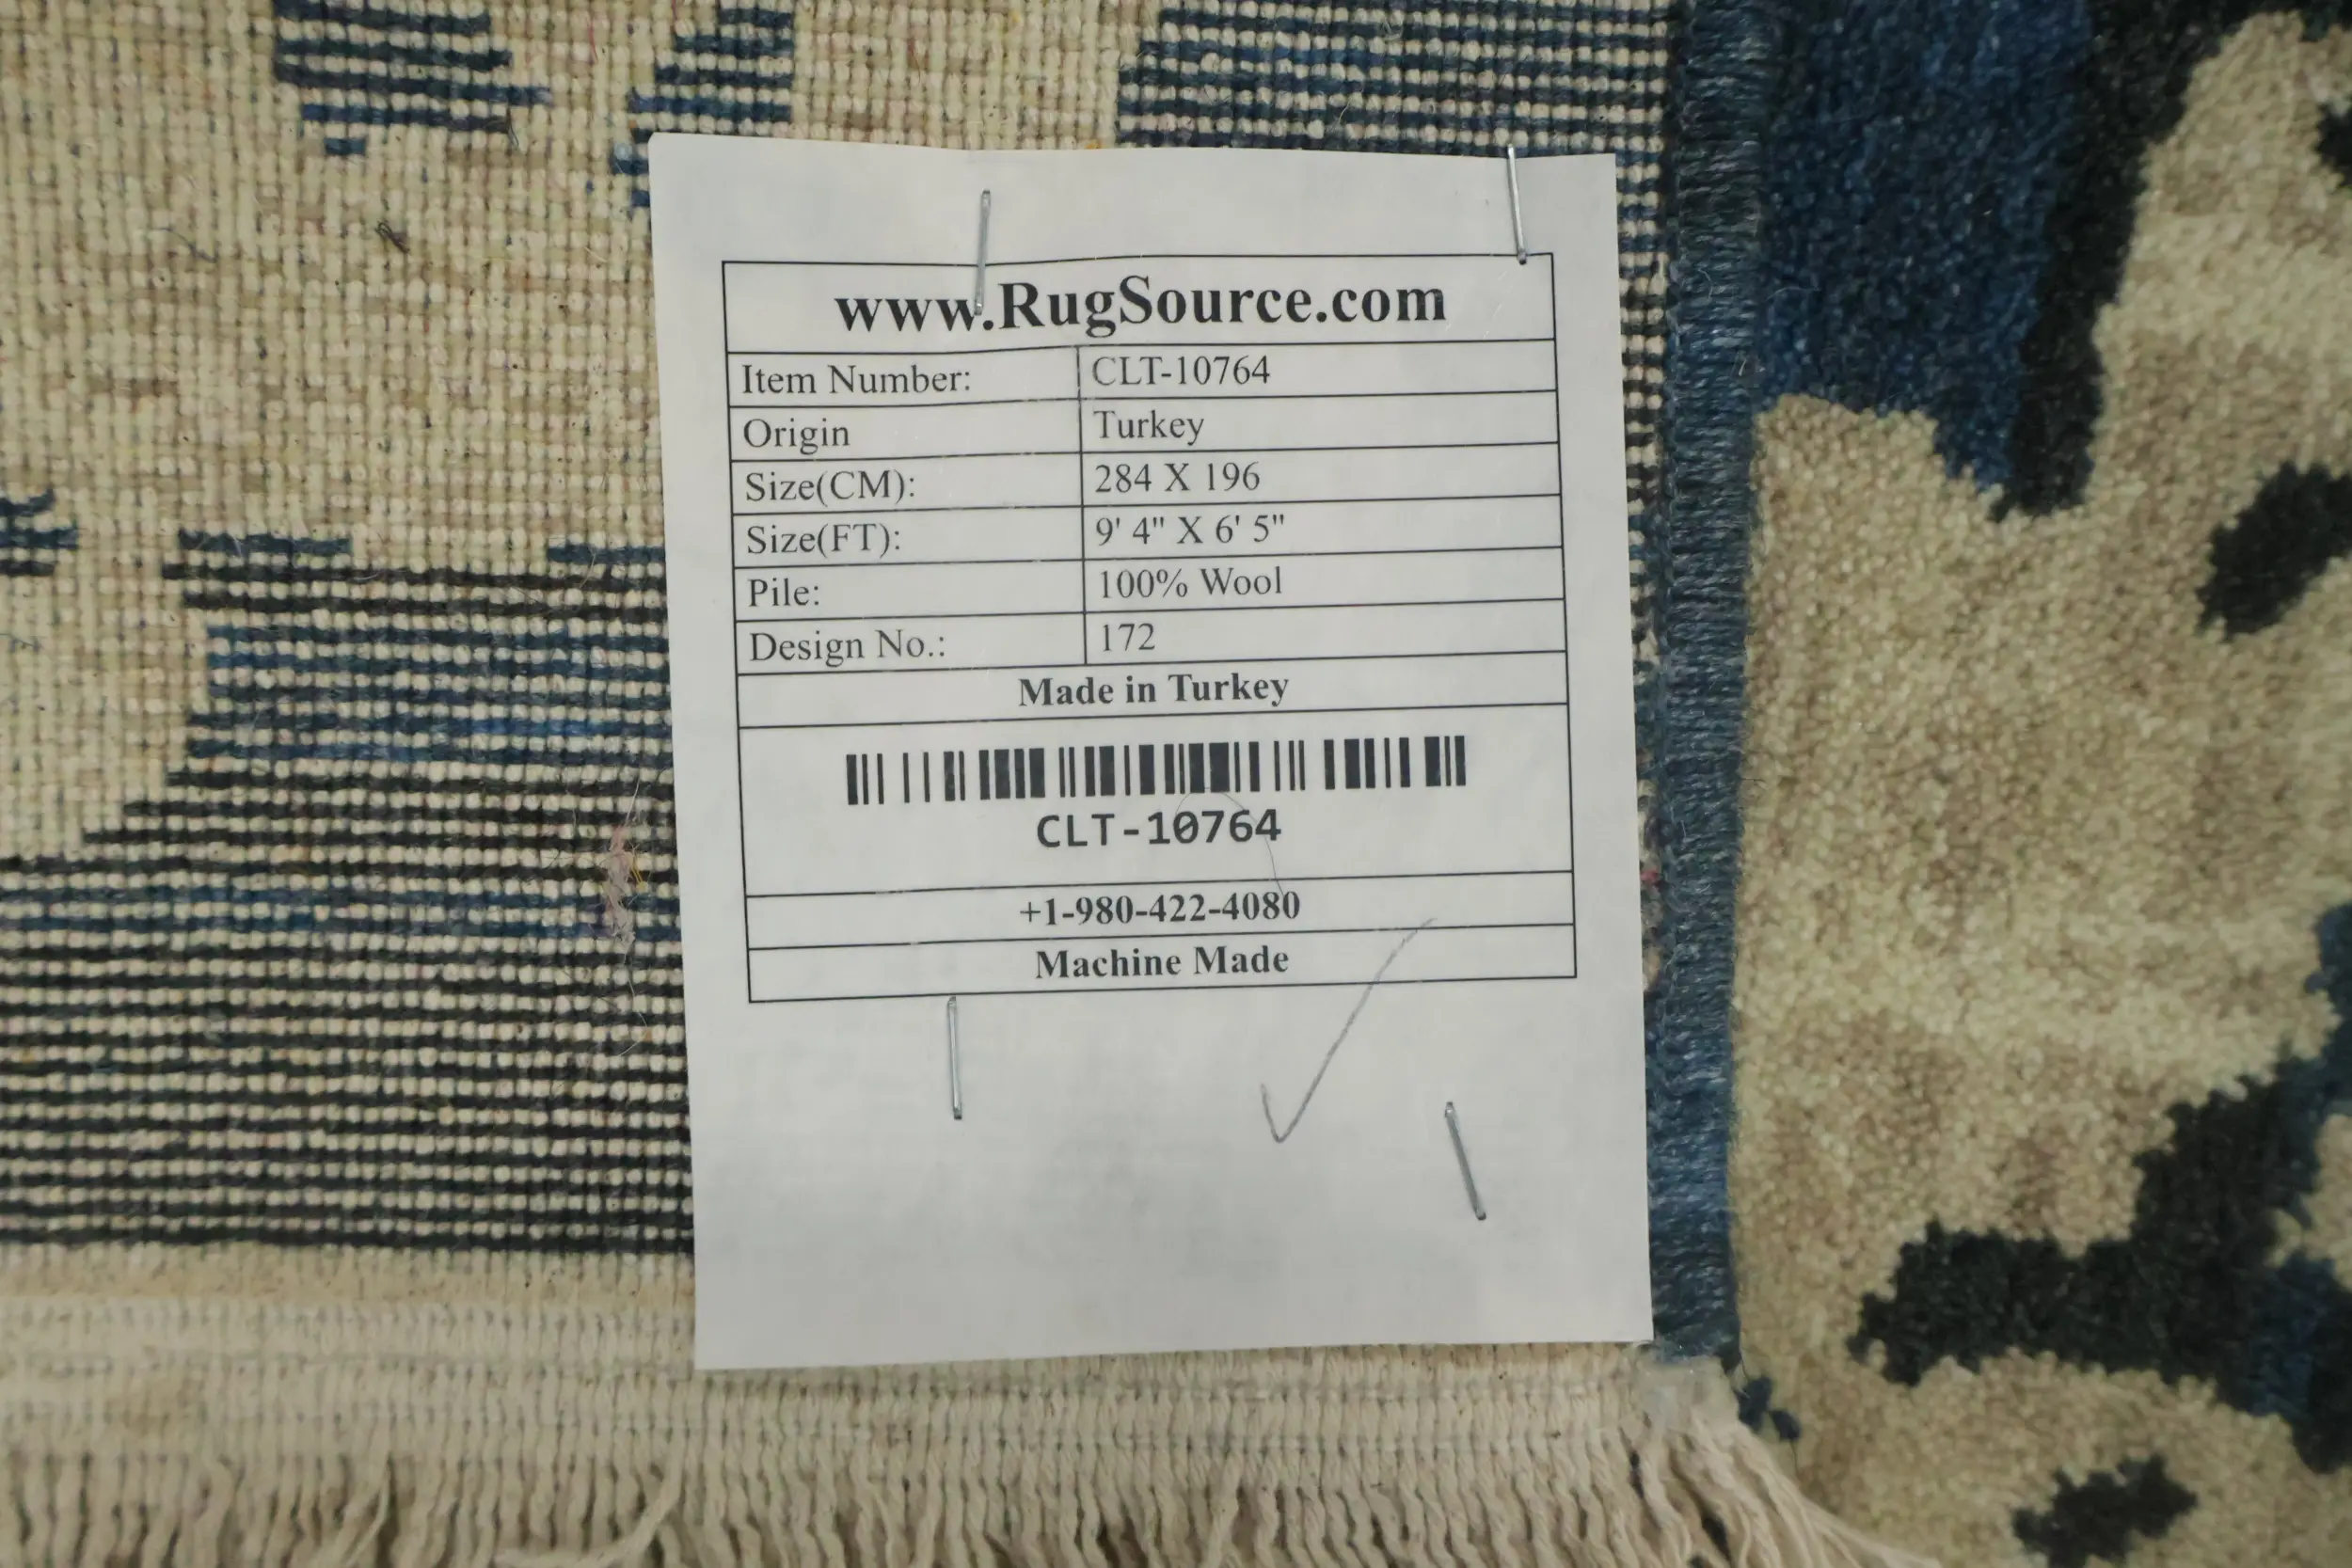 www.RugSource.com
Item Number: CLT-10764
Origin Turkey
Size(CM): 284 X 196
Size(FT): 9' 4" X 6' 5"
Pile: 100% Wool
Design No.: 172
Made in Turkey
CLT-10764
+1-980-422-4080
Machine Made